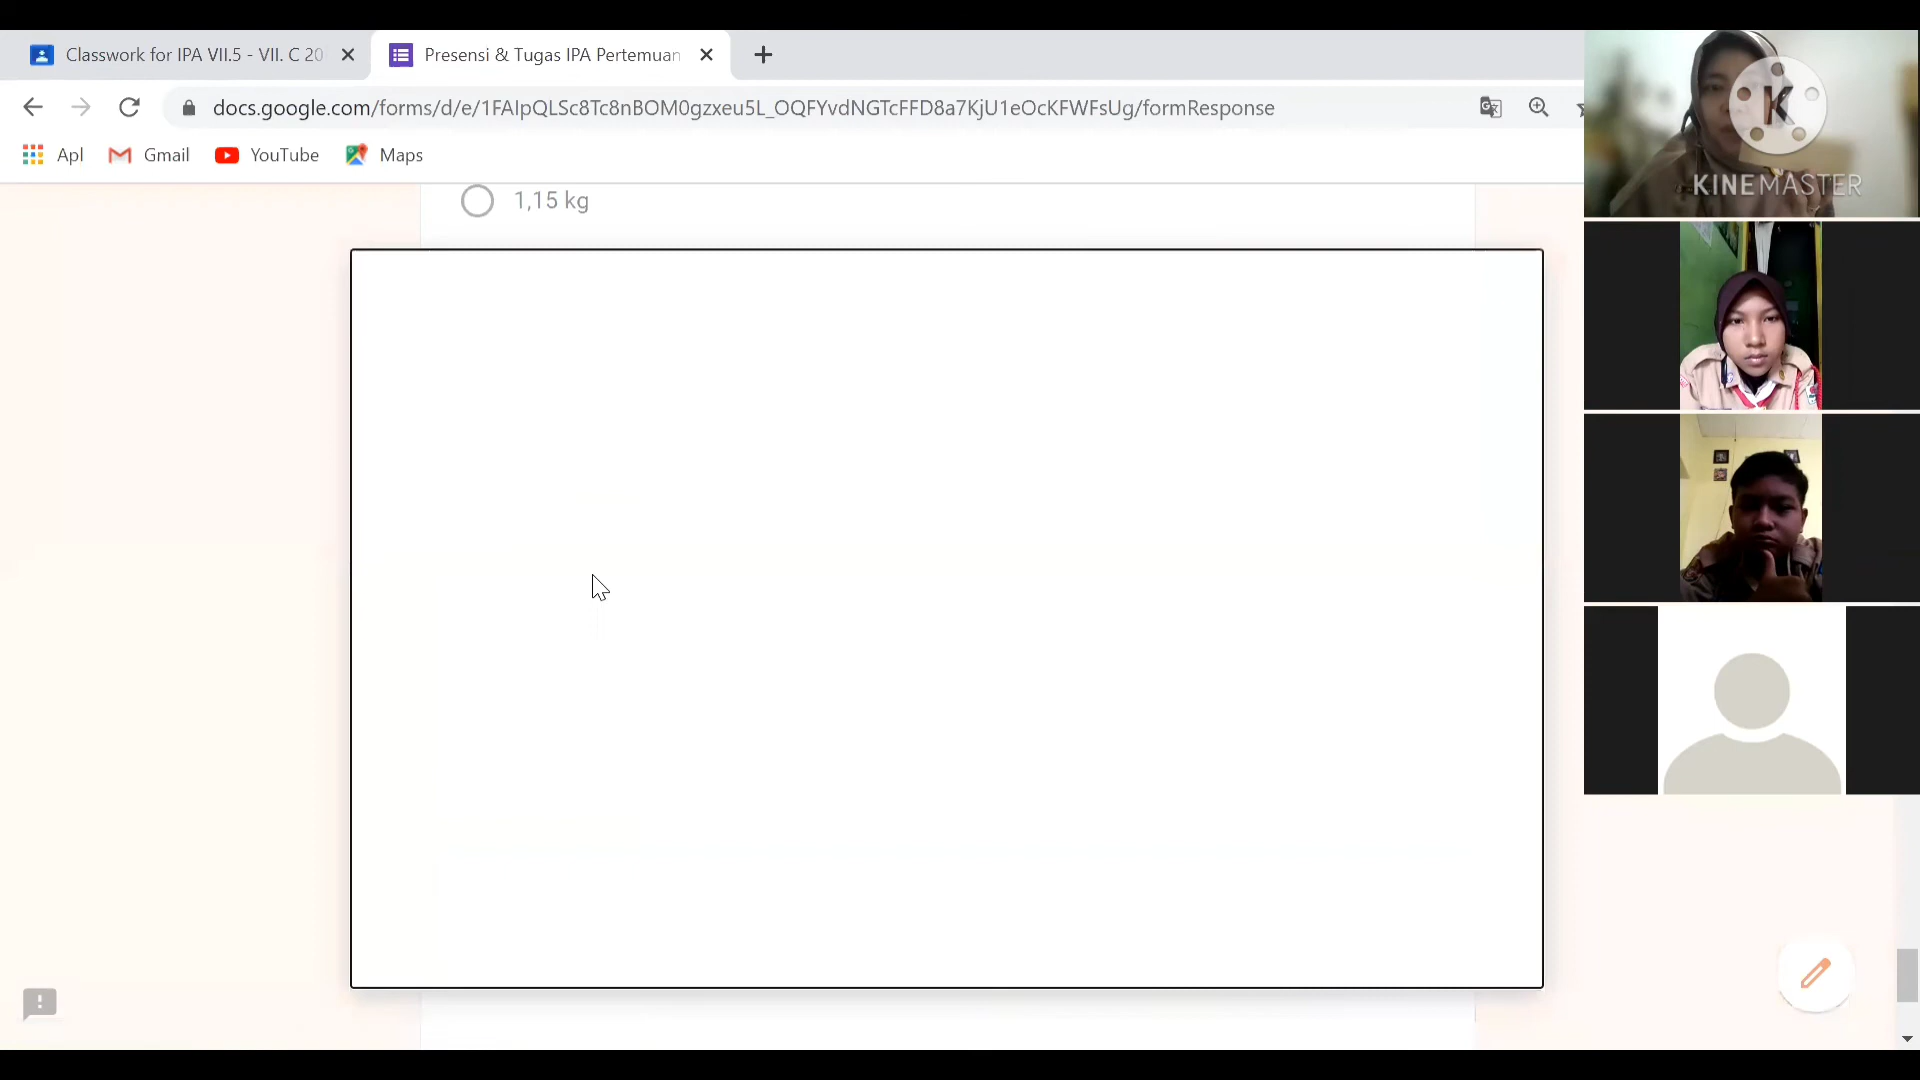 Classwork for IPA VII.5 - VII. C 20
Presensi & Tugas IPA Pertemuan
docs.google.com/forms/d/e/1FAIpQLSc8Tc8nBOM0gzxeu5L_OQFYvdNGTcFFD8a7KjU1eOcKFWFsUg/formResponse
Apl
Gmail
YouTube
Maps
1,15 kg
K
KINEMASTER